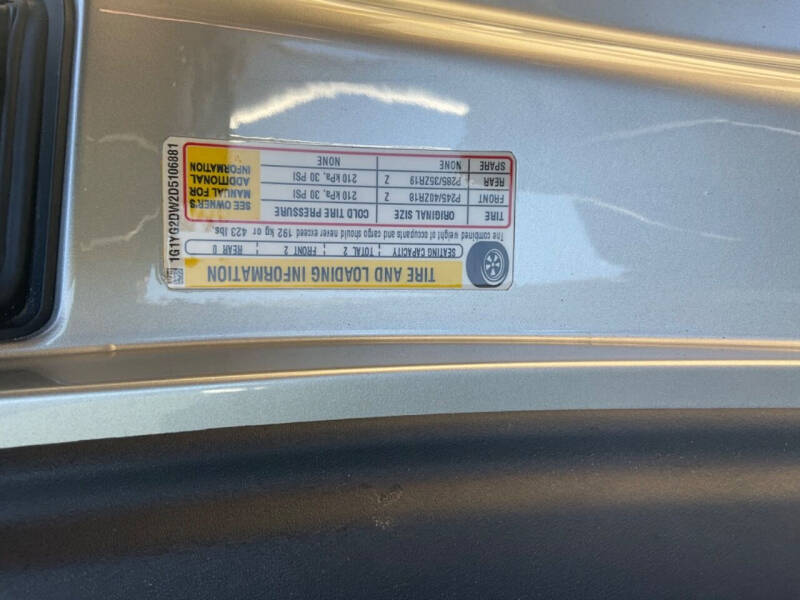 TIRE AND LOADING INFORMATION
SEATING CAPACITY TOTAL 2 FRONT 2 REAR 0
The combined weight of occupants and cargo should never exceed 192 kg or 423 lbs.
TIRE ORIGINAL SIZE COLD TIRE PRESSURE
FRONT P245/40ZR18 Z 210 kPa, 30 PSI
REAR P285/35ZR19 Z 210 kPa, 30 PSI
SPARE NONE NONE
SEE OWNER'S
MANUAL FOR
ADDITIONAL
INFORMATION
1G1YG2DW2D5106881